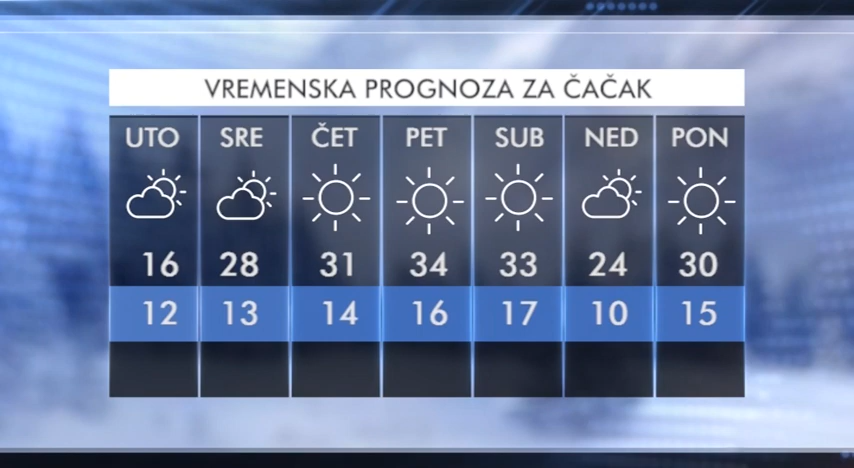 VREMENSKA PROGNOZA ZA ČAČAK
UTO SRE ČET PET SUB NED PON
16 28 31 34 33 24 30
12 13 14 16 17 10 15